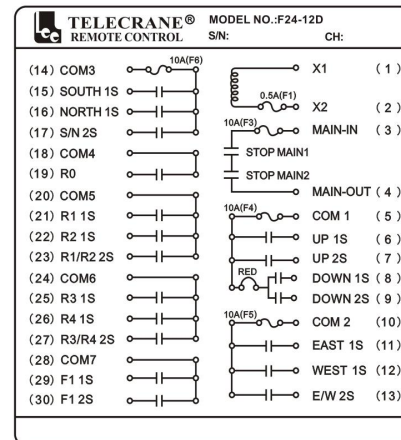 TELECRANE®
REMOTE CONTROL
MODEL NO.:F24-12D
S/N: CH:
10A(F6)
(14) COM3
(15) SOUTH 1S
(16) NORTH 1S
(17) S/N 2S
(18) COM4
(19) R0
(20) COM5
(21) R1 1S
(22) R2 1S
(23) R1/R2 2S
(24) COM6
(25) R3 1S
(26) R4 1S
(27) R3/R4 2S
(28) COM7
(29) F1 1S
(30) F1 2S
X1 (1)
0.5A(F1)
X2 (2)
10A(F3)
MAIN-IN (3)
STOP MAIN1
STOP MAIN2
MAIN-OUT (4)
10A(F4)
COM 1 (5)
UP 1S (6)
UP 2S (7)
RED
DOWN 1S (8)
DOWN 2S (9)
10A(F5)
COM 2 (10)
EAST 1S (11)
WEST 1S (12)
E/W 2S (13)